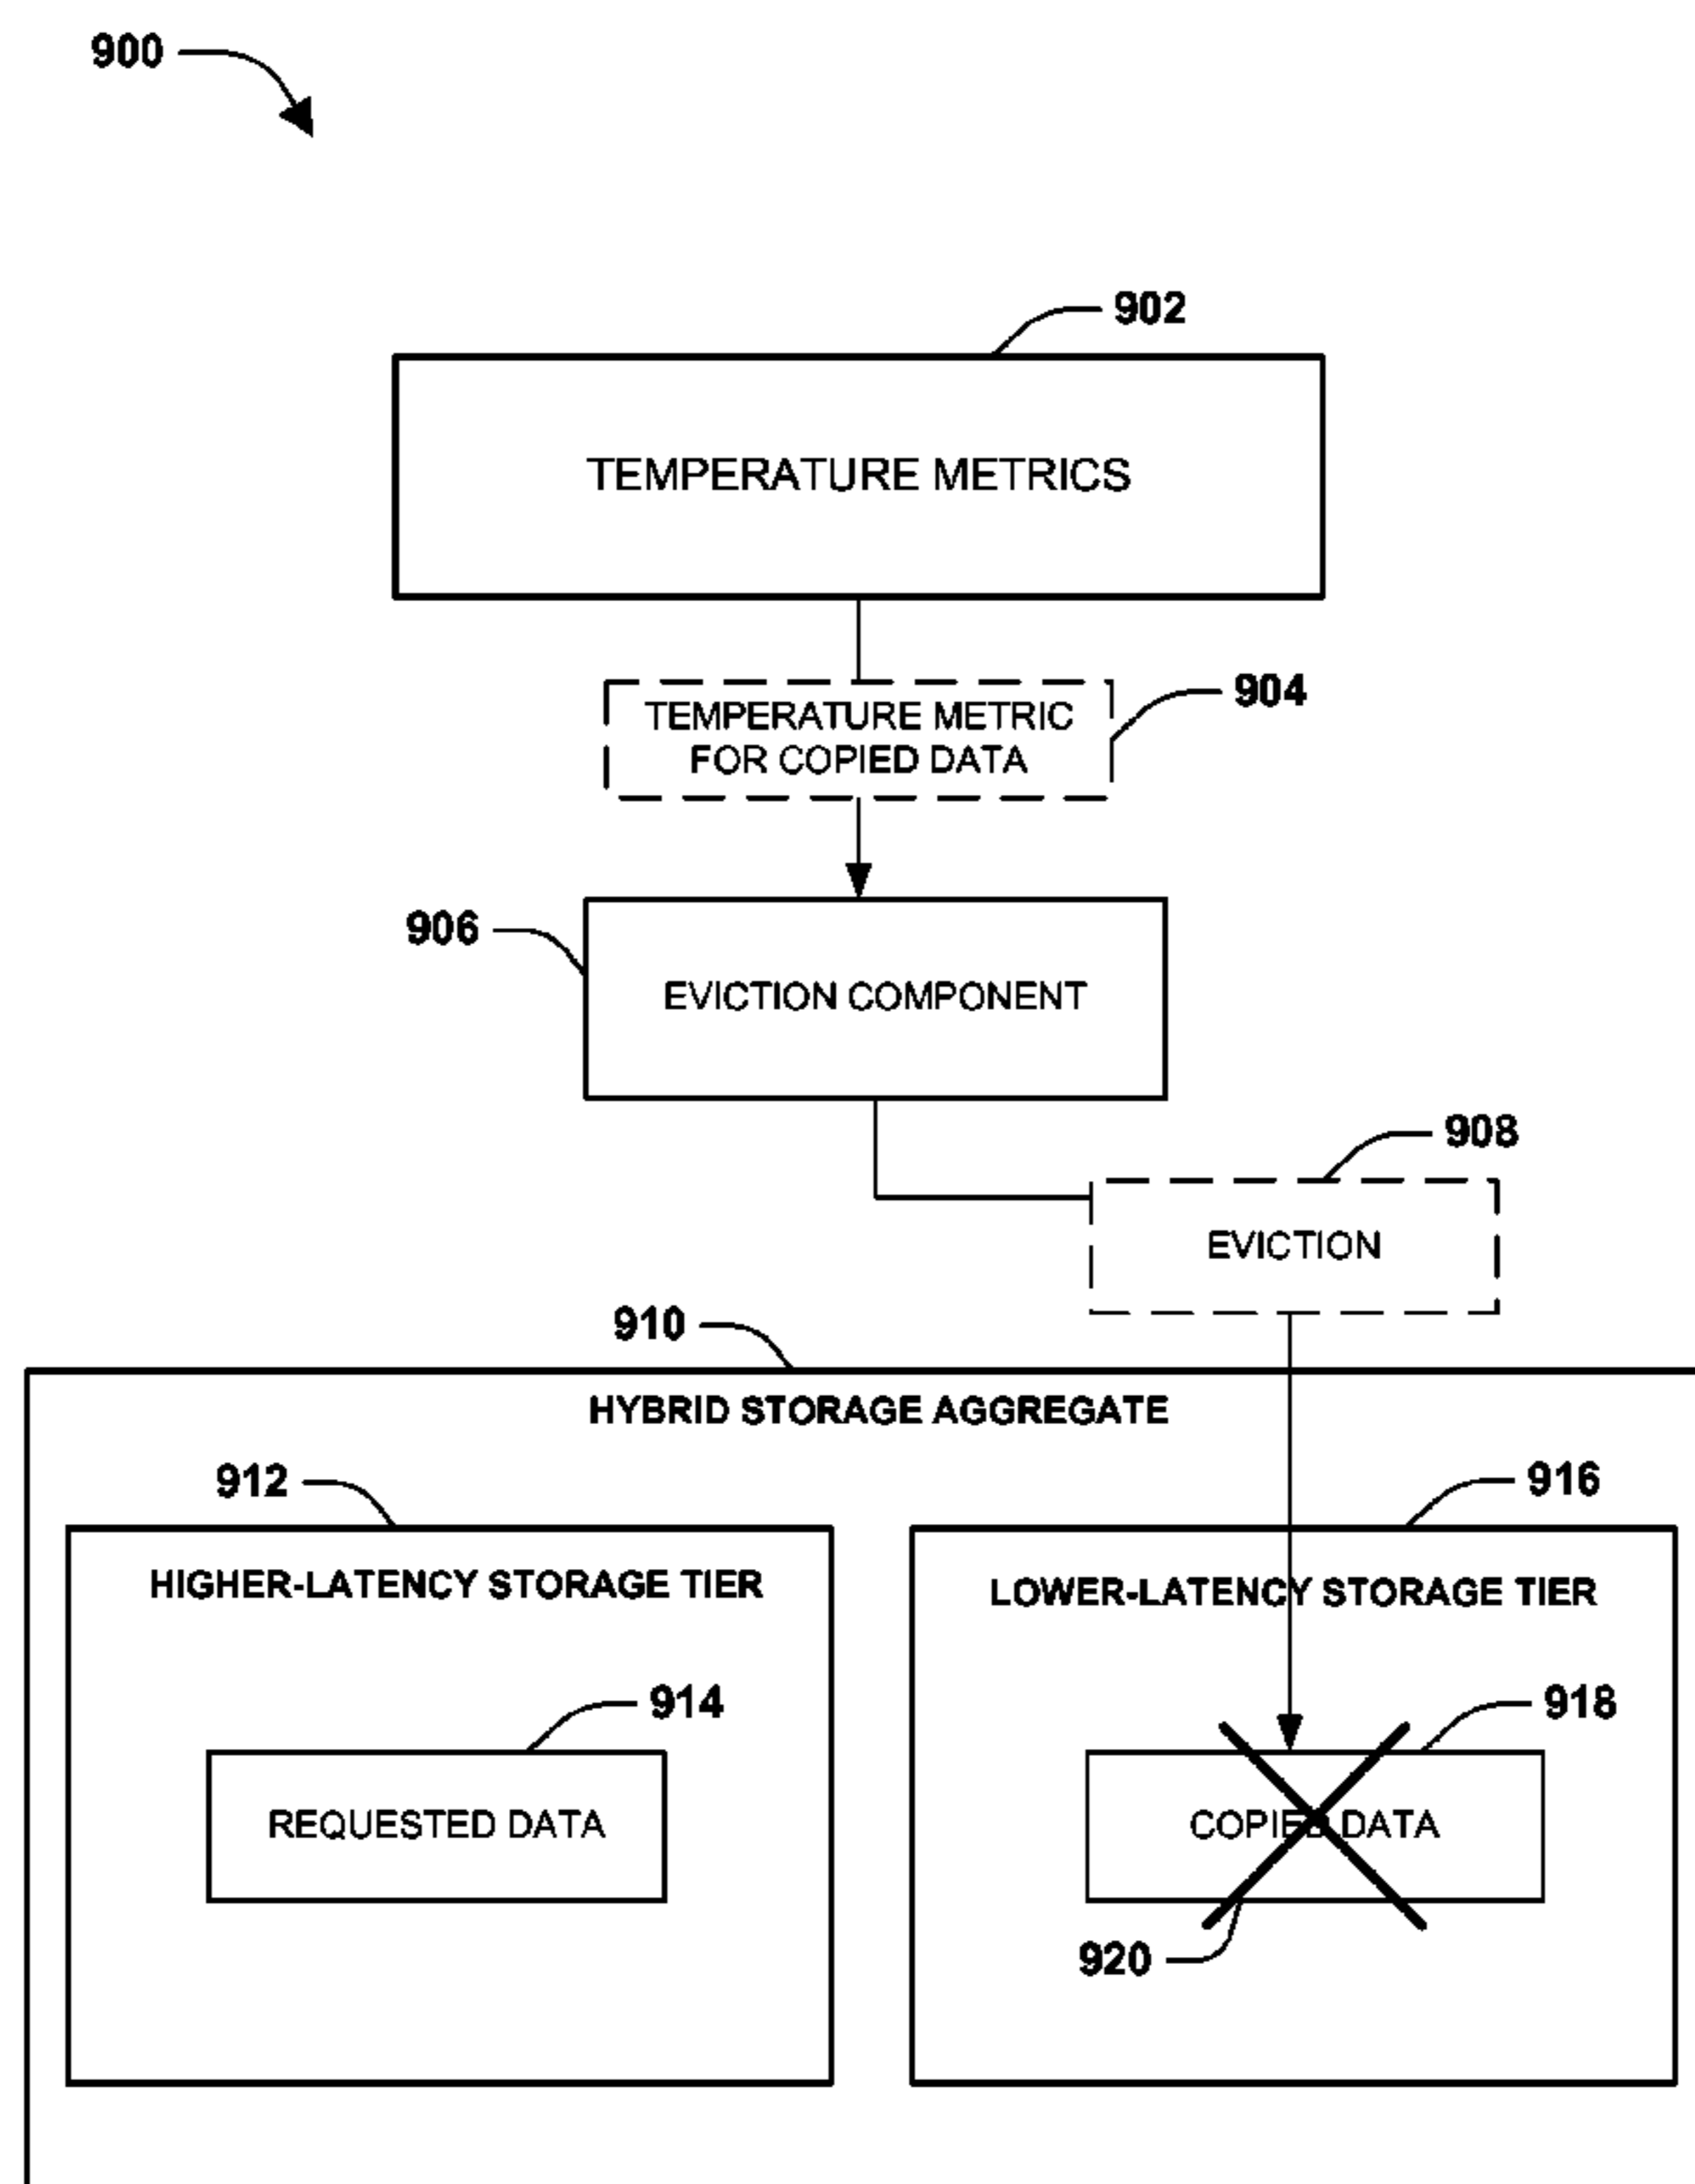 900
902
TEMPERATURE METRICS
904
TEMPERATURE METRIC
FOR COPIED DATA
906
EVICTION COMPONENT
908
EVICTION
910
HYBRID STORAGE AGGREGATE
912
916
HIGHER-LATENCY STORAGE TIER
LOWER-LATENCY STORAGE TIER
914
918
REQUESTED DATA
COPIED DATA
920